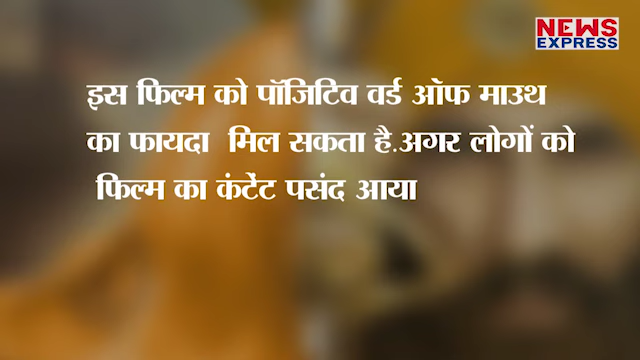 NEWS
EXPRESS
इस फिल्म को पॉजिटिव वर्ड ऑफ माउथ
का फायदा मिल सकता है.अगर लोगों को
फिल्म का कंटेंट पसंद आया